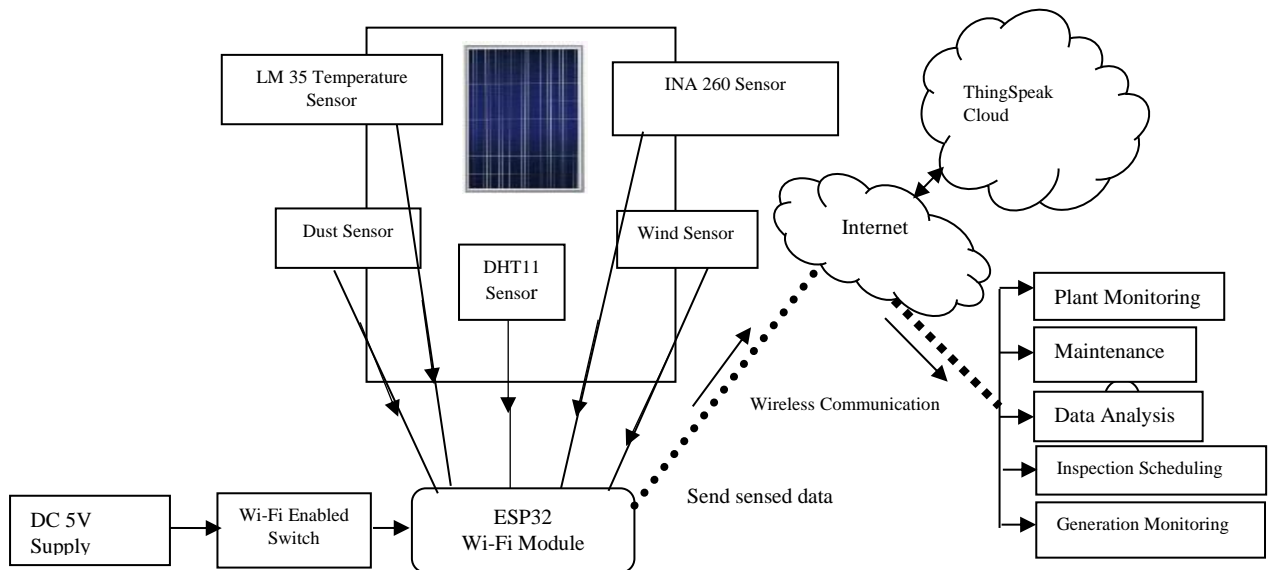 LM 35 Temperature
Sensor
INA 260 Sensor
ThingSpeak
Cloud
Dust Sensor
DHT11
Sensor
Wind Sensor
Internet
Plant Monitoring
Maintenance
Data Analysis
Inspection Scheduling
Generation Monitoring
Wireless Communication
Send sensed data
DC 5V
Supply
Wi-Fi Enabled
Switch
ESP32
Wi-Fi Module